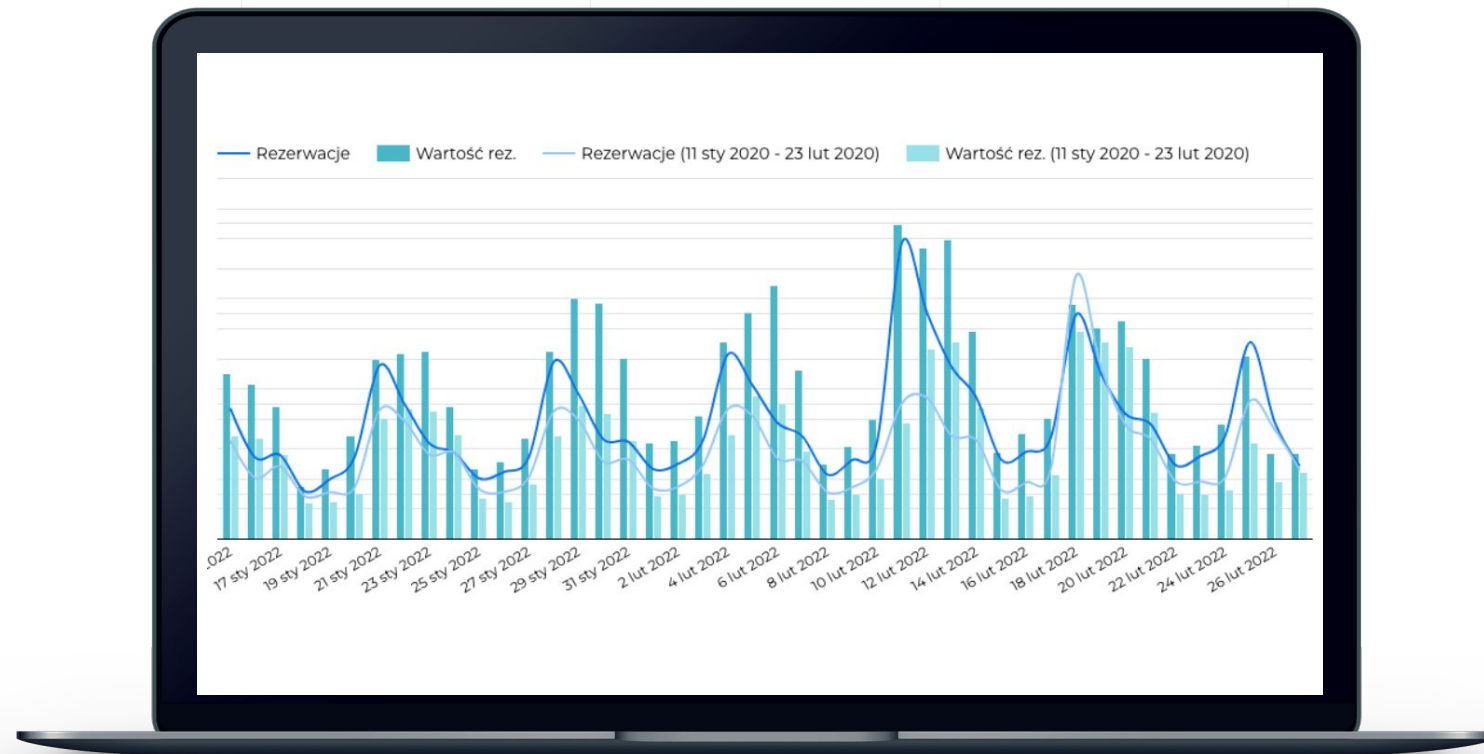 Rezerwacje Wartość rez. Rezerwacje (11 sty 2020 - 23 lut 2020) Wartość rez. (11 sty 2020 - 23 lut 2020)
17 sty 2022
19 sty 2022
21 sty 2022
23 sty 2022
25 sty 2022
27 sty 2022
29 sty 2022
31 sty 2022
2 lut 2022
4 lut 2022
6 lut 2022
8 lut 2022
10 lut 2022
12 lut 2022
14 lut 2022
16 lut 2022
18 lut 2022
20 lut 2022
22 lut 2022
24 lut 2022
26 lut 2022